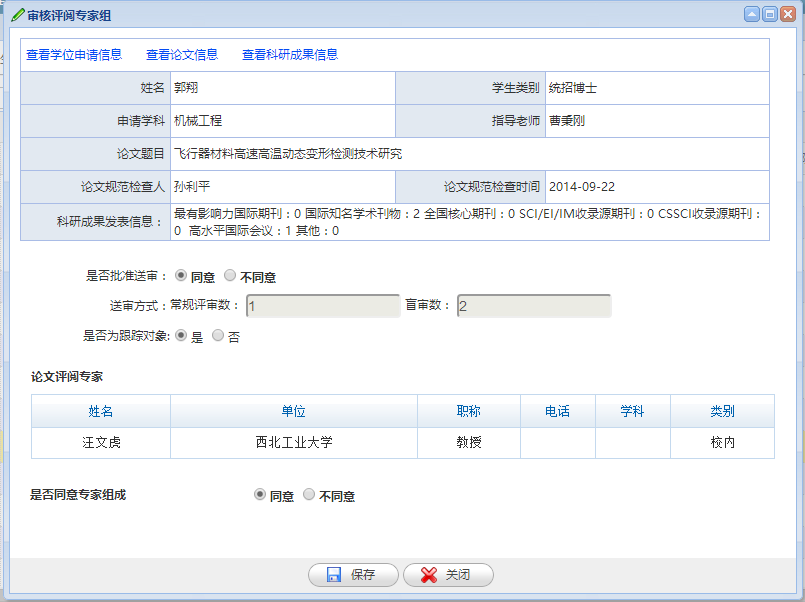 审核评阅专家组
查看学位申请信息 查看论文信息 查看科研成果信息
姓名 郭翔 学生类别 统招博士
申请学科 机械工程 指导老师 曹秉刚
论文题目 飞行器材料高速高温动态变形检测技术研究
论文规范检查人 孙利平 论文规范检查时间 2014-09-22
科研成果发表信息： 最有影响力国际期刊：0 国际知名学术刊物：2 全国核心期刊：0 SCI/EI/IM收录源期刊：0 CSSCI收录源期刊：
0 高水平国际会议：1 其他：0
是否批准送审： 同意 不同意
送审方式：常规评审数： 1 盲审数： 2
是否为跟踪对象: 是 否
论文评阅专家
姓名 单位 职称 电话 学科 类别
汪文虎 西北工业大学 教授 校内
是否同意专家组成 同意 不同意
保存 关闭